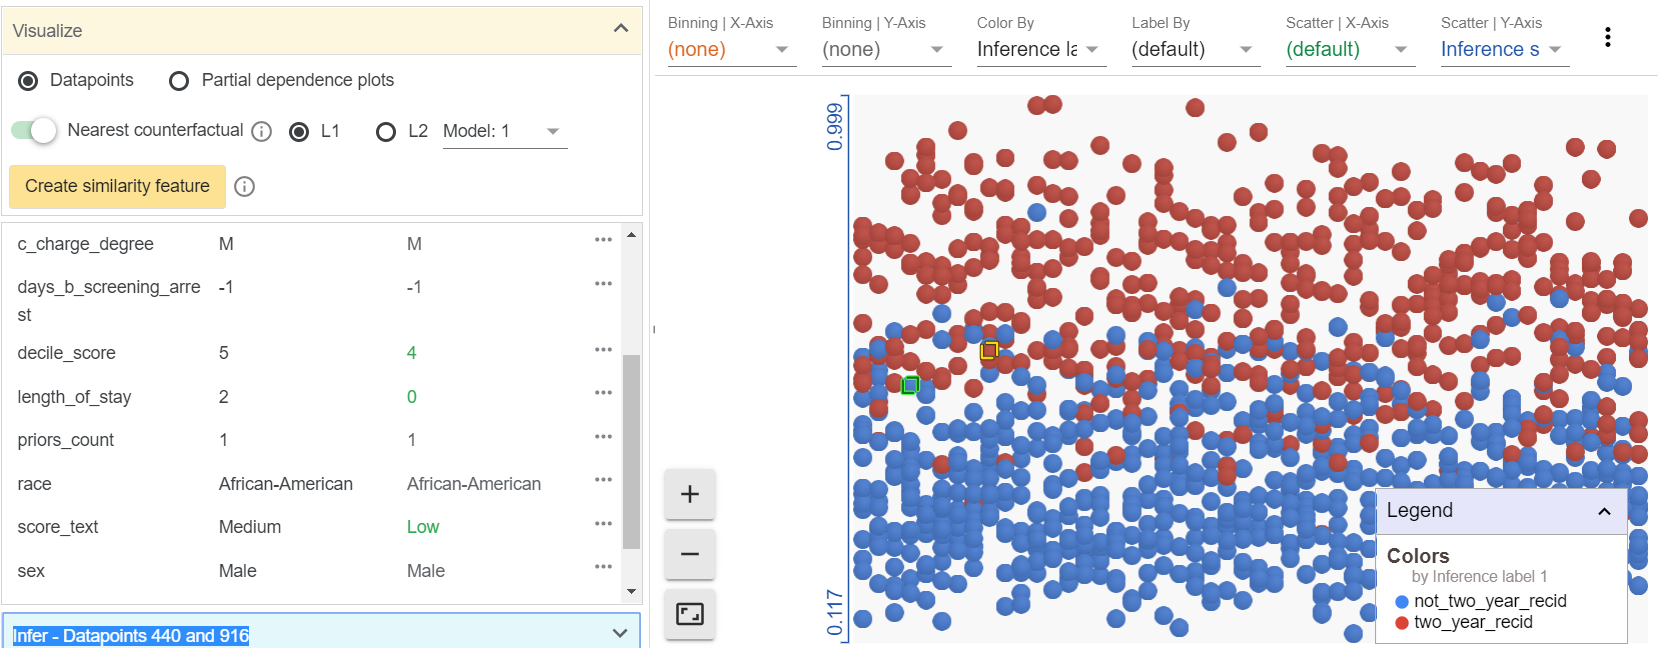 Visualize
Datapoints Partial dependence plots
Nearest counterfactual L1 L2 Model: 1
Create similarity feature
c_charge_degree M M
days_b_screening_arre -1 -1
st
decile_score 5 4
length_of_stay 2 0
priors_count 1 1
race African-American African-American
score_text Medium Low
sex Male Male
Infer - Datapoints 440 and 916
Binning | X-Axis Binning | Y-Axis Color By Label By Scatter | X-Axis Scatter | Y-Axis
(none) (none) Inference la (default) (default) Inference s
0.999
0.117
Legend
Colors
by Inference label 1
not_two_year_recid
two_year_recid